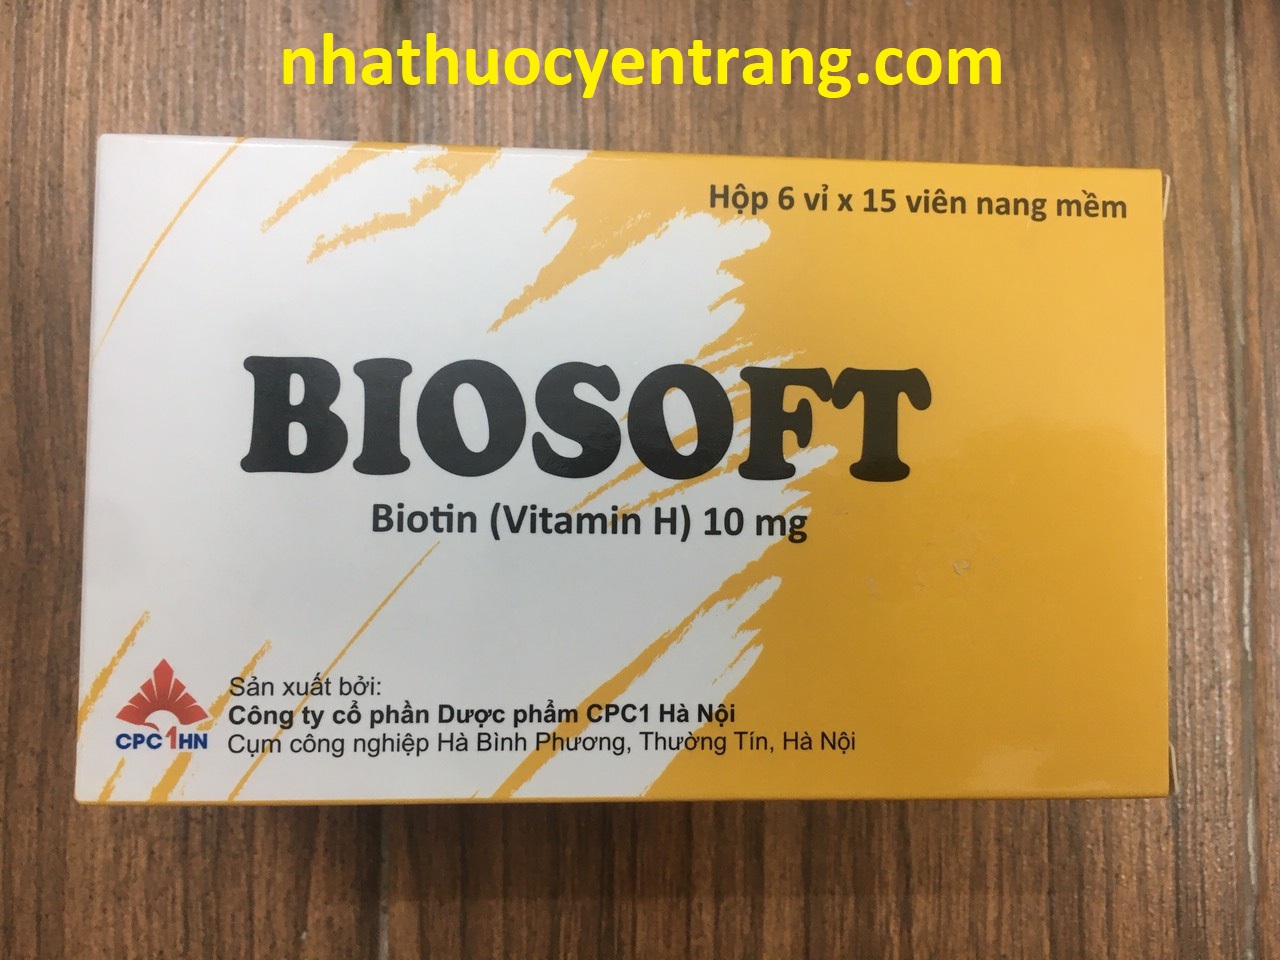 nhathuocyentrang.com
Hộp 6 vỉ x 15 viên nang mềm
BIOSOFT
Biotin (Vitamin H) 10 mg
Sản xuất bởi:
Công ty cổ phần Dược phẩm CPC1 Hà Nội
CPC1HN
Cụm công nghiệp Hà Bình Phương, Thường Tín, Hà Nội